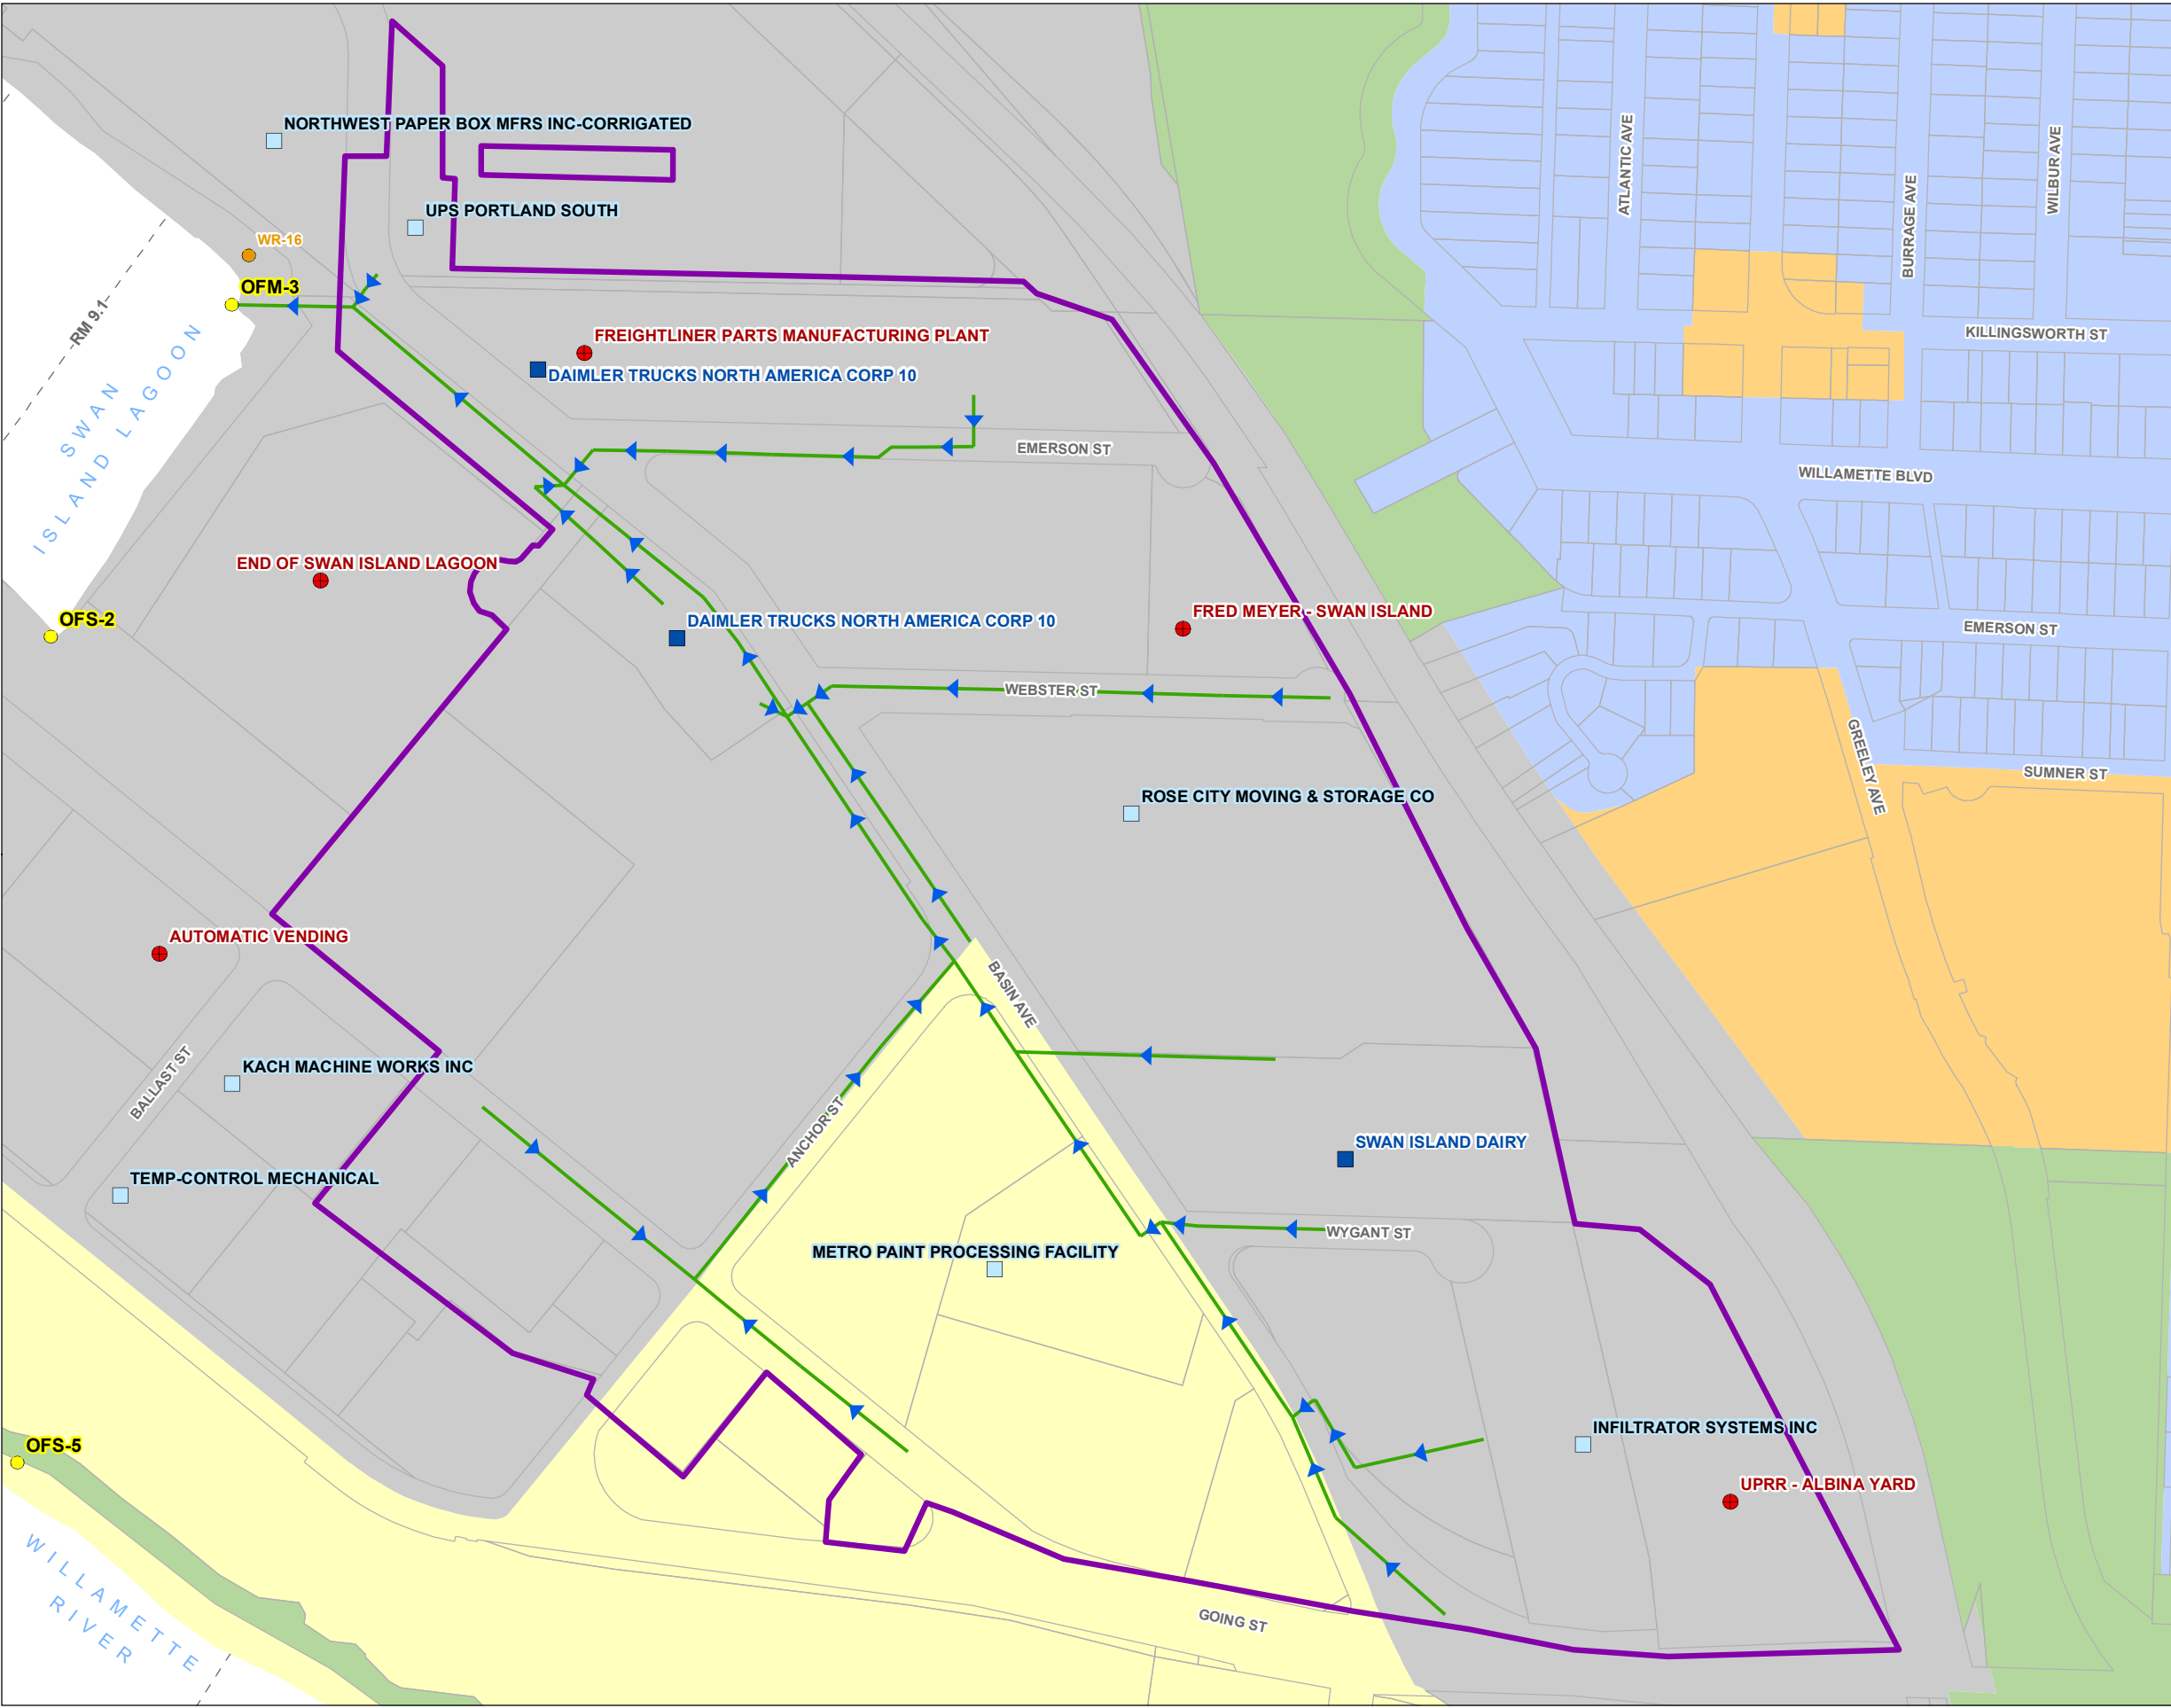 NORTHWEST PAPER BOX MFRS INC-CORRIGATED
ATLANTIC AVE
BURRAGE AVE
WILBUR AVE
UPS PORTLAND SOUTH
WR-16
OFM-3
RM 9.1
SWAN
ISLAND LAGOON
FREIGHTLINER PARTS MANUFACTURING PLANT
DAIMLER TRUCKS NORTH AMERICA CORP 10
KILLINGSWORTH ST
EMERSON ST
WILLAMETTE BLVD
END OF SWAN ISLAND LAGOON
OFS-2
DAIMLER TRUCKS NORTH AMERICA CORP 10
FRED MEYER - SWAN ISLAND
EMERSON ST
WEBSTER ST
GREELEY AVE
SUMNER ST
ROSE CITY MOVING & STORAGE CO
AUTOMATIC VENDING
BASIN AVE
KACH MACHINE WORKS INC
BALLAST ST
ANCHOR ST
SWAN ISLAND DAIRY
TEMP-CONTROL MECHANICAL
WYGANT ST
METRO PAINT PROCESSING FACILITY
INFILTRATOR SYSTEMS INC
OFS-5
UPRR - ALBINA YARD
WILLAMETTE
RIVER
GOING ST